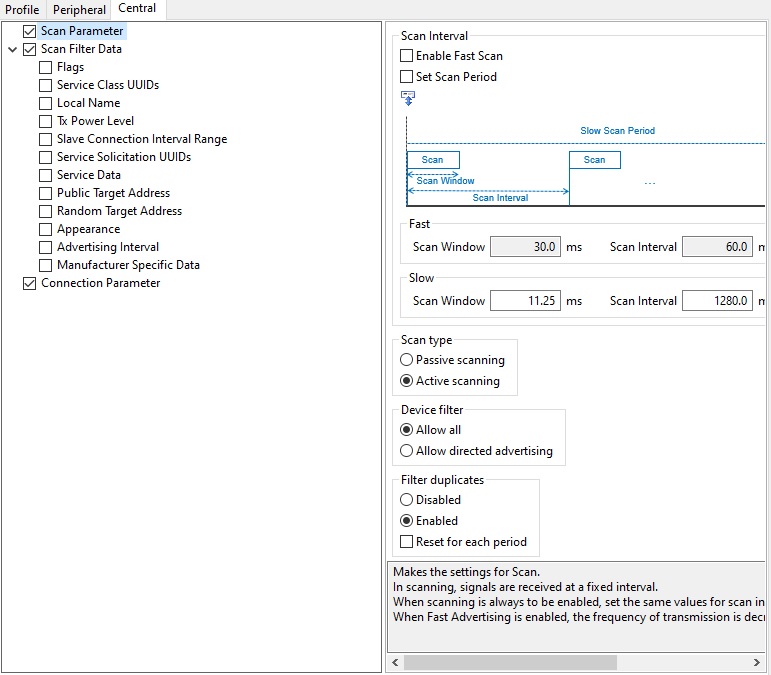 Profile Peripheral Central
Scan Parameter
Scan Filter Data
Flags
Service Class UUIDs
Local Name
Tx Power Level
Slave Connection Interval Range
Service Solicitation UUIDs
Service Data
Public Target Address
Random Target Address
Appearance
Advertising Interval
Manufacturer Specific Data
Connection Parameter
Scan Interval
Enable Fast Scan
Set Scan Period
Slow Scan Period
Scan Scan
Scan Window
...
Scan Interval
Fast
Scan Window 30.0 ms Scan Interval 60.0
Slow
Scan Window 11.25 ms Scan Interval 1280.0
Scan type
Passive scanning
Active scanning
Device filter
Allow all
Allow directed advertising
Filter duplicates
Disabled
Enabled
Reset for each period
Makes the settings for Scan.
In scanning, signals are received at a fixed interval.
When scanning is always to be enabled, set the same values for scan in
When Fast Advertising is enabled, the frequency of transmission is